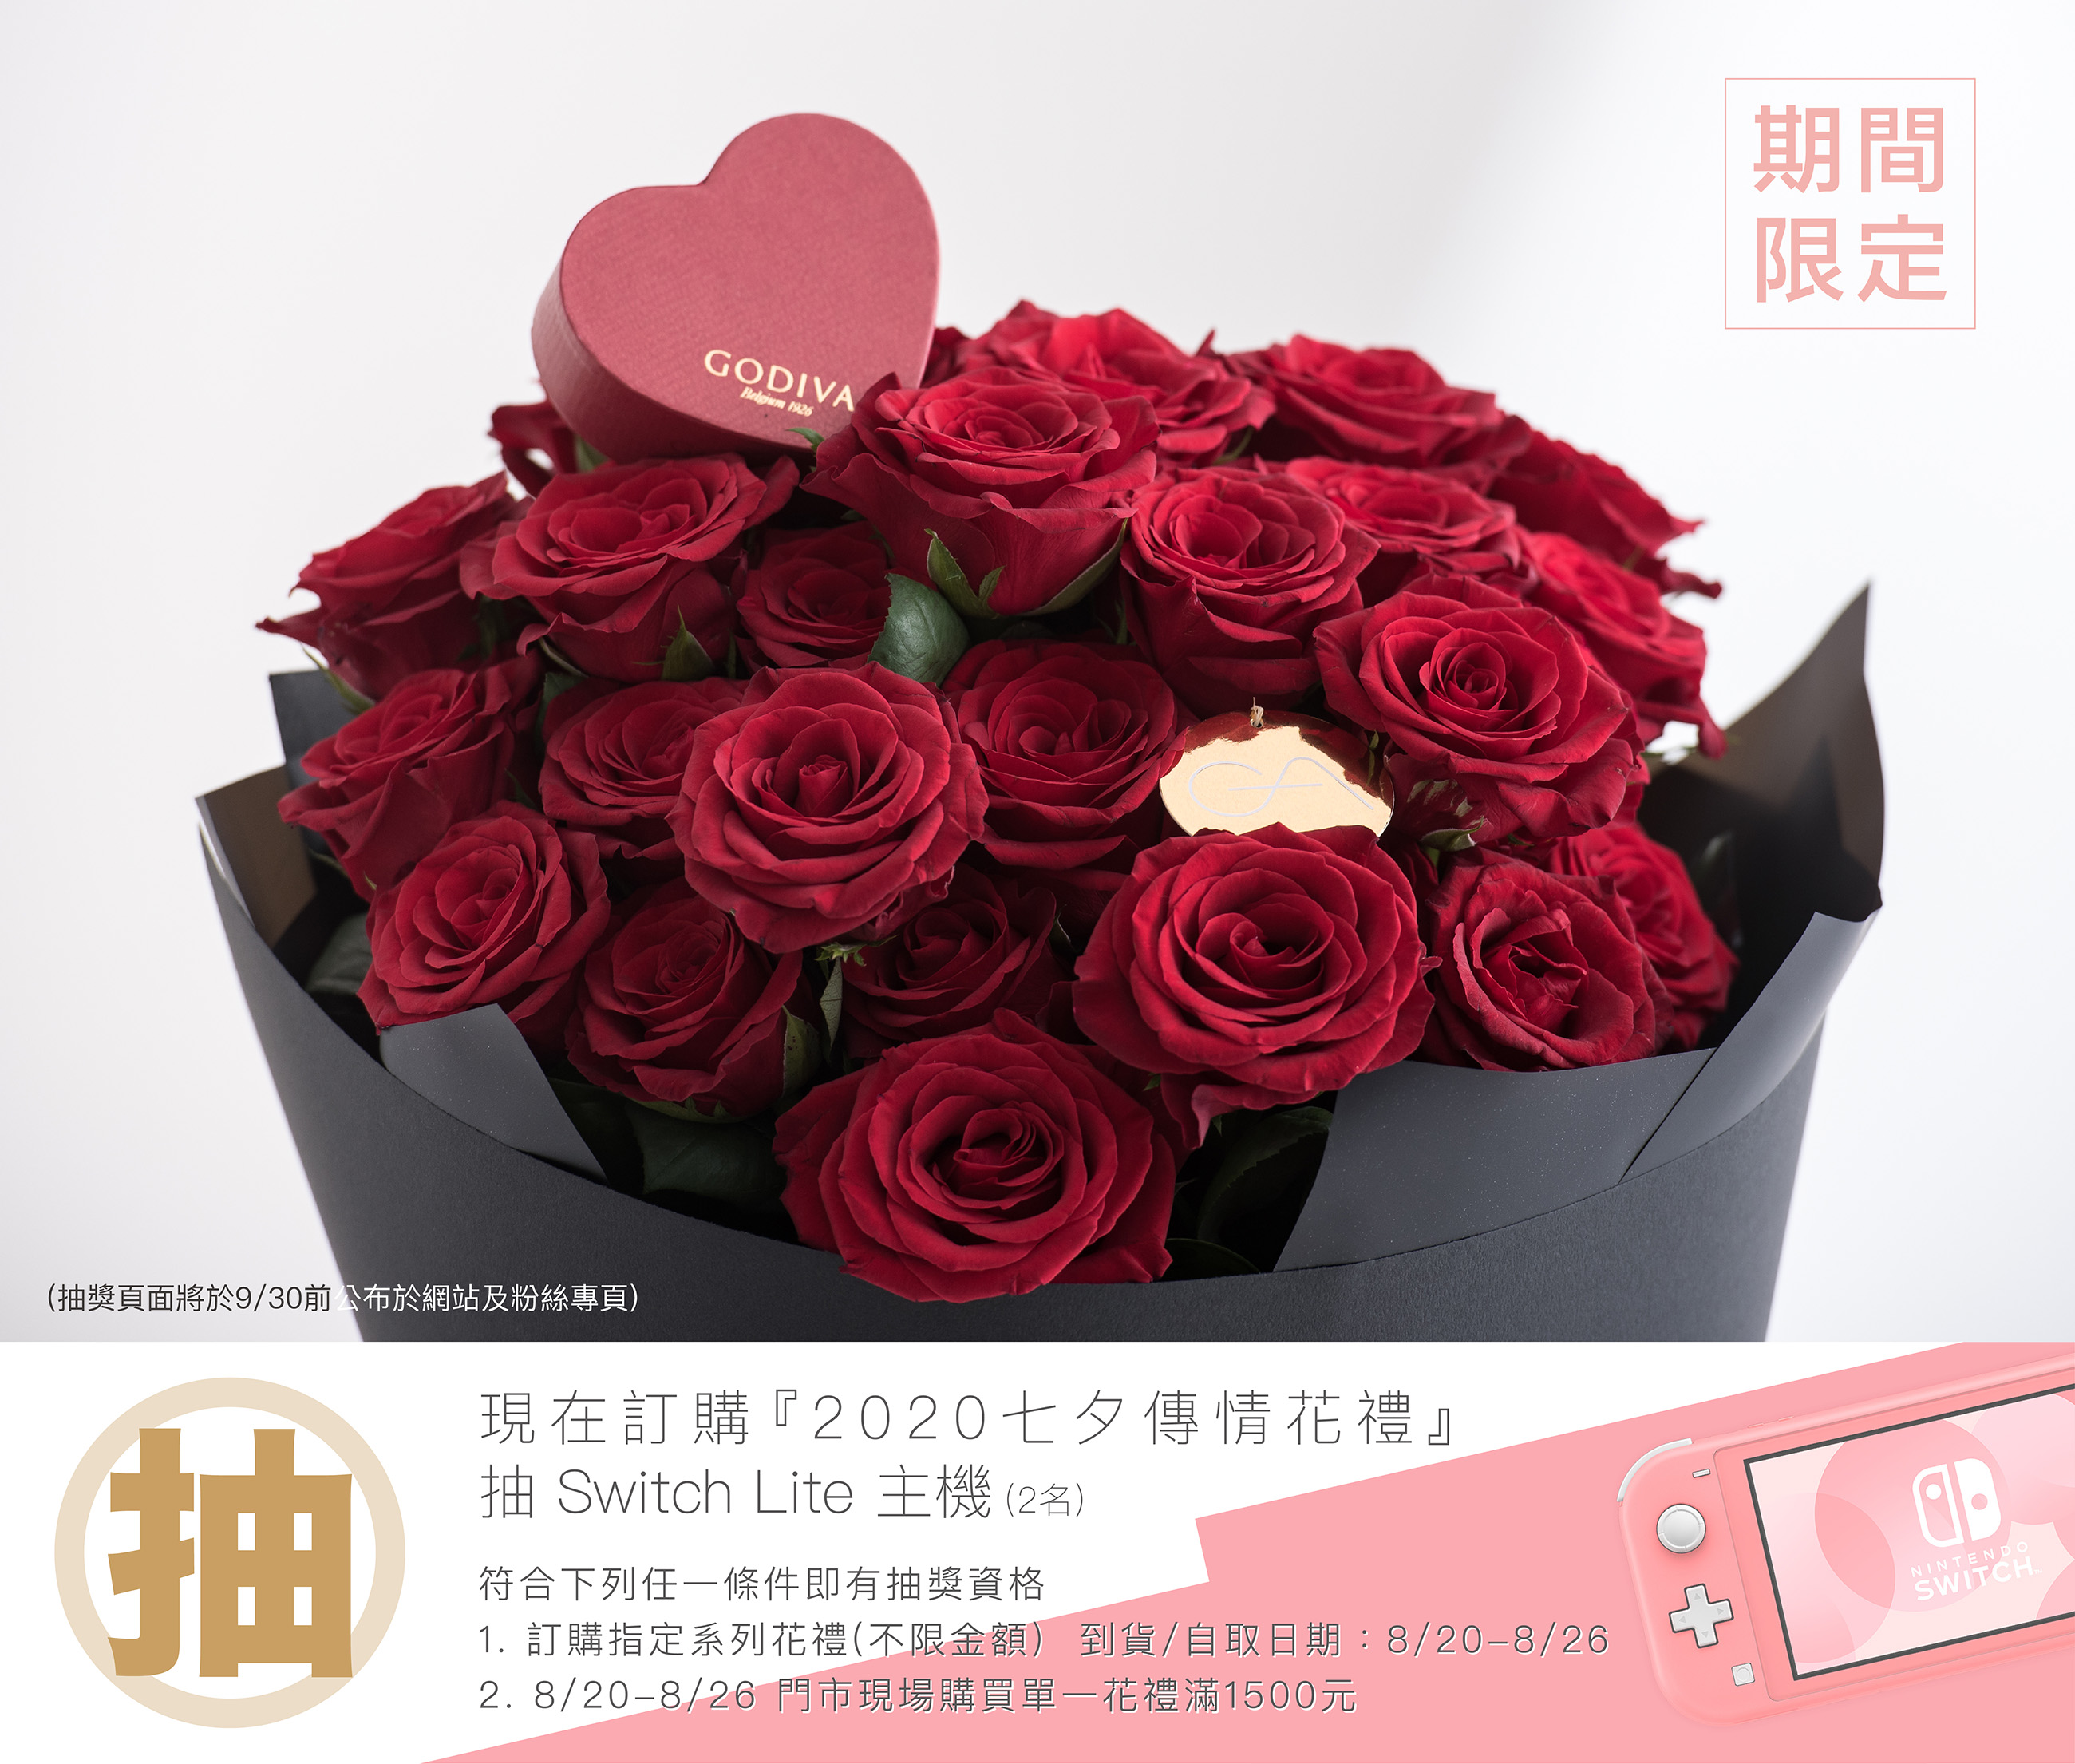 期間
限定
GODIVA
Belgium 1926
GA
(抽獎頁面將於9/30前公布於網站及粉絲專頁)
抽
現在訂購『2020七夕傳情花禮』
抽 Switch Lite 主機(2名)
符合下列任一條件即有抽獎資格
1. 訂購指定系列花禮(不限金額) 到貨/自取日期：8/20-8/26
2. 8/20-8/26 門市現場購買單一花禮滿1500元
NINTENDO
SWITCH